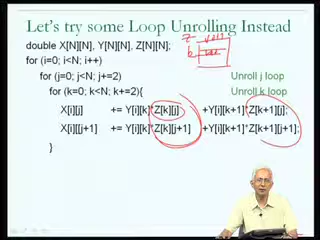 Let's try some Loop Unrolling Instead
double X[N][N], Y[N][N], Z[N][N];
for (i=0; i<N; i++)
for (j=0; j<N; j+=2) Unroll j loop
for (k=0; k<N; k+=2){ Unroll k loop
X[i][j] += Y[i][k]*Z[k][j] +Y[i][k+1]*Z[k+1][j];
X[i][j+1] += Y[i][k]*Z[k][j+1] +Y[i][k+1]*Z[k+1][j+1];
}